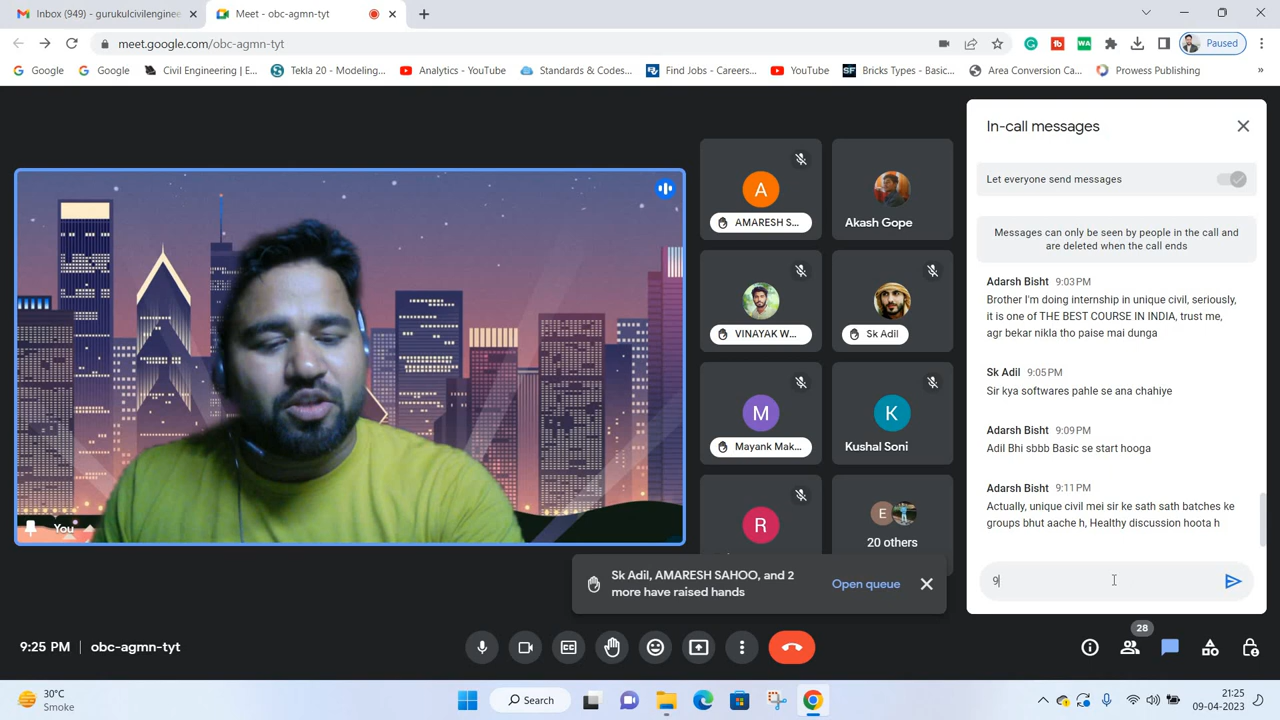 Inbox (949) - gurukulcivilengine
Meet - obc-agmn-tyt
meet.google.com/obc-agmn-tyt
Paused
Google
Google
Civil Engineering | E...
Tekla 20 - Modeling...
Analytics - YouTube
Standards & Codes...
Find Jobs - Careers...
YouTube
Bricks Types - Basic...
Area Conversion Ca...
Prowess Publishing
»
In-call messages
Let everyone send messages
Messages can only be seen by people in the call and
are deleted when the call ends
Adarsh Bisht 9:03 PM
Brother I'm doing internship in unique civil, seriously,
it is one of THE BEST COURSE IN INDIA, trust me,
agr bekar nikla tho paise mai dunga
Sk Adil 9:05 PM
Sir kya softwares pahle se ana chahiye
Adarsh Bisht 9:09 PM
Adil Bhi sbbb Basic se start hooga
Adarsh Bisht 9:11 PM
Actually, unique civil mei sir ke sath sath batches ke
groups bhut aache h, Healthy discussion hoota h
9
A
AMARESH S...
Akash Gope
VINAYAK W...
Sk Adil
M
Mayank Mak...
K
Kushal Soni
R
E
20 others
You
Sk Adil, AMARESH SAHOO, and 2
more have raised hands
Open queue
9:25 PM
obc-agmn-tyt
28
30°C
Smoke
Search
21:25
09-04-2023